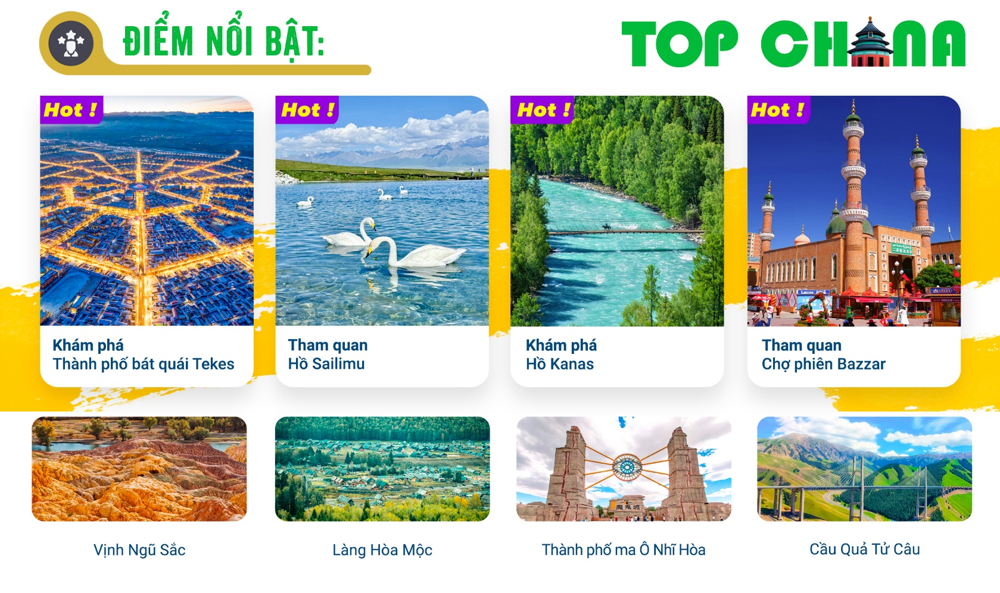 ĐIỂM NỔI BẬT:
TOP CHINA
Hot !
Hot !
Hot !
Hot !
Khám phá
Thành phố bát quái Tekes
Tham quan
Hồ Sailimu
Khám phá
Hồ Kanas
Tham quan
Chợ phiên Bazzar
Vịnh Ngũ Sắc
Làng Hòa Mộc
Thành phố ma Ô Nhĩ Hòa
Cầu Quả Tử Câu